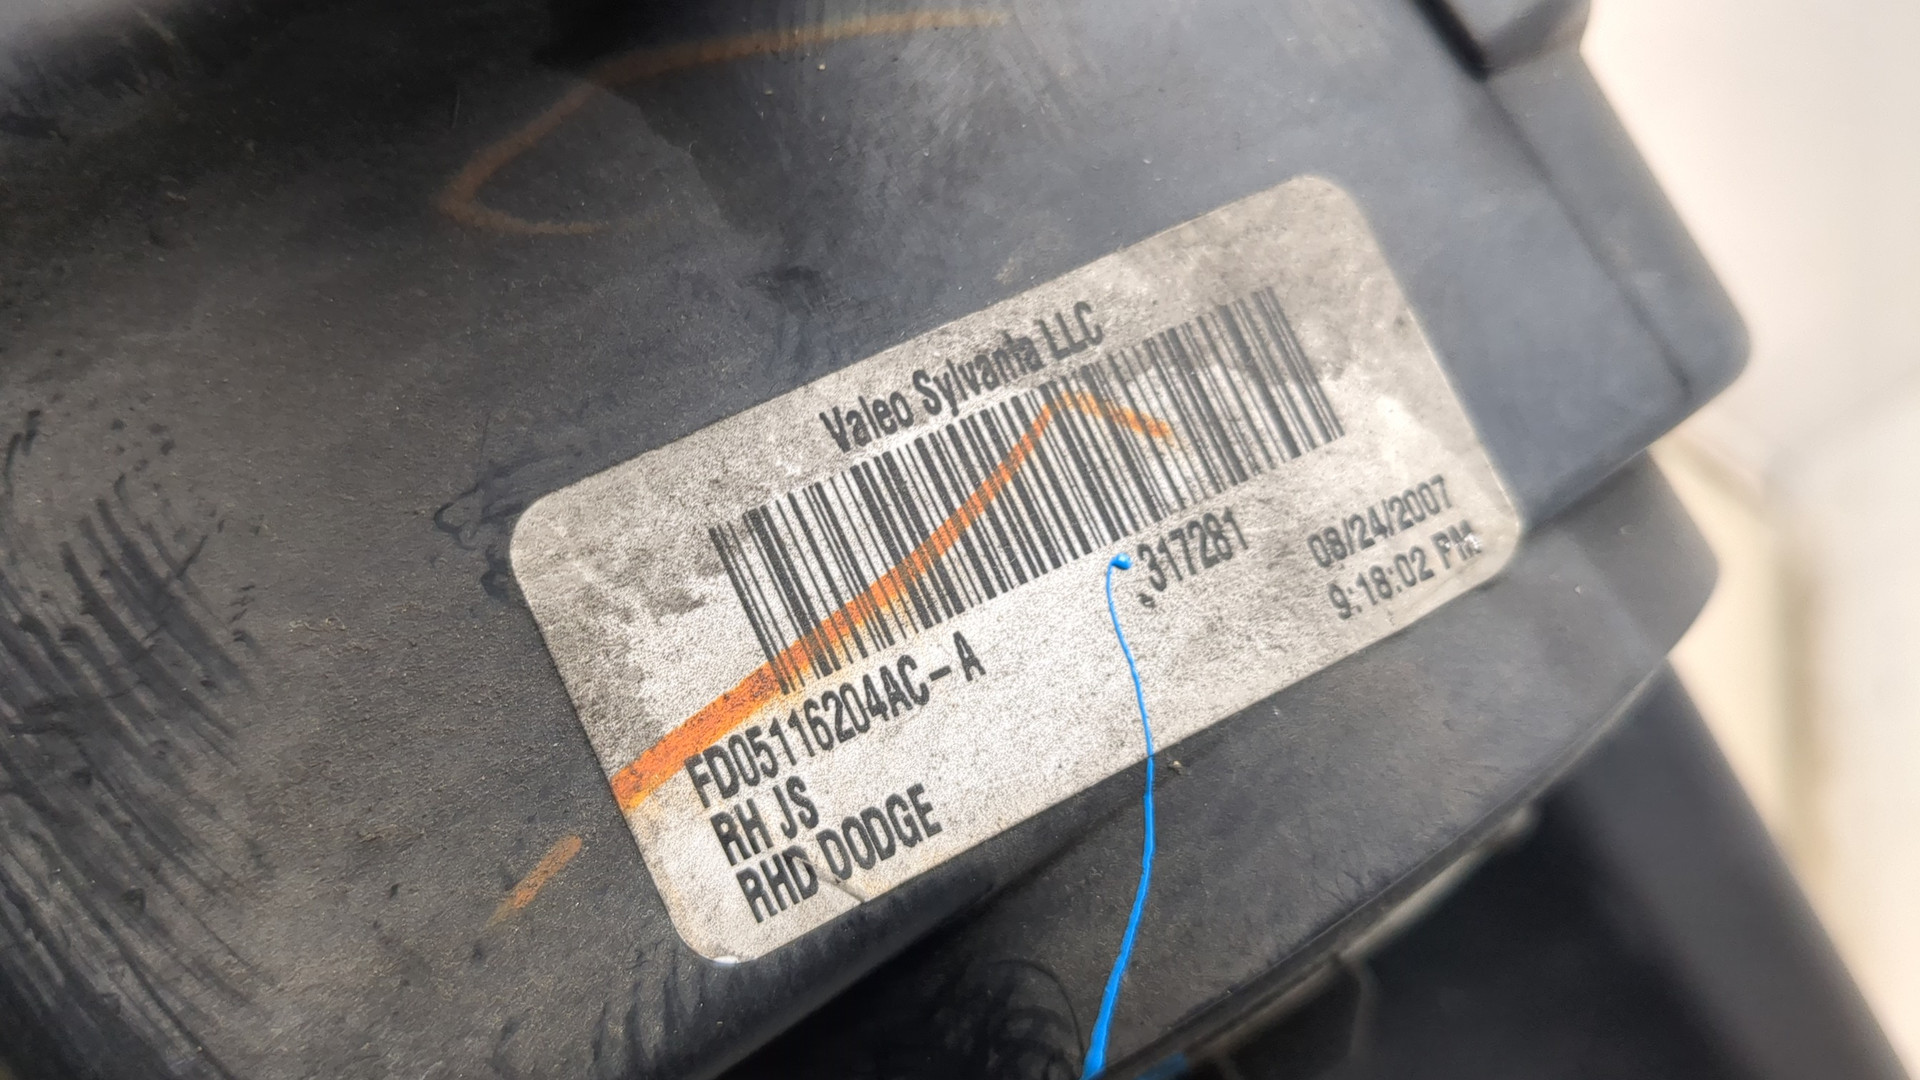 Valeo Sylvania LLC
317281
08/24/2007
9:18:02 PM
FD05116204AC-A
RH JS
RHD DODGE